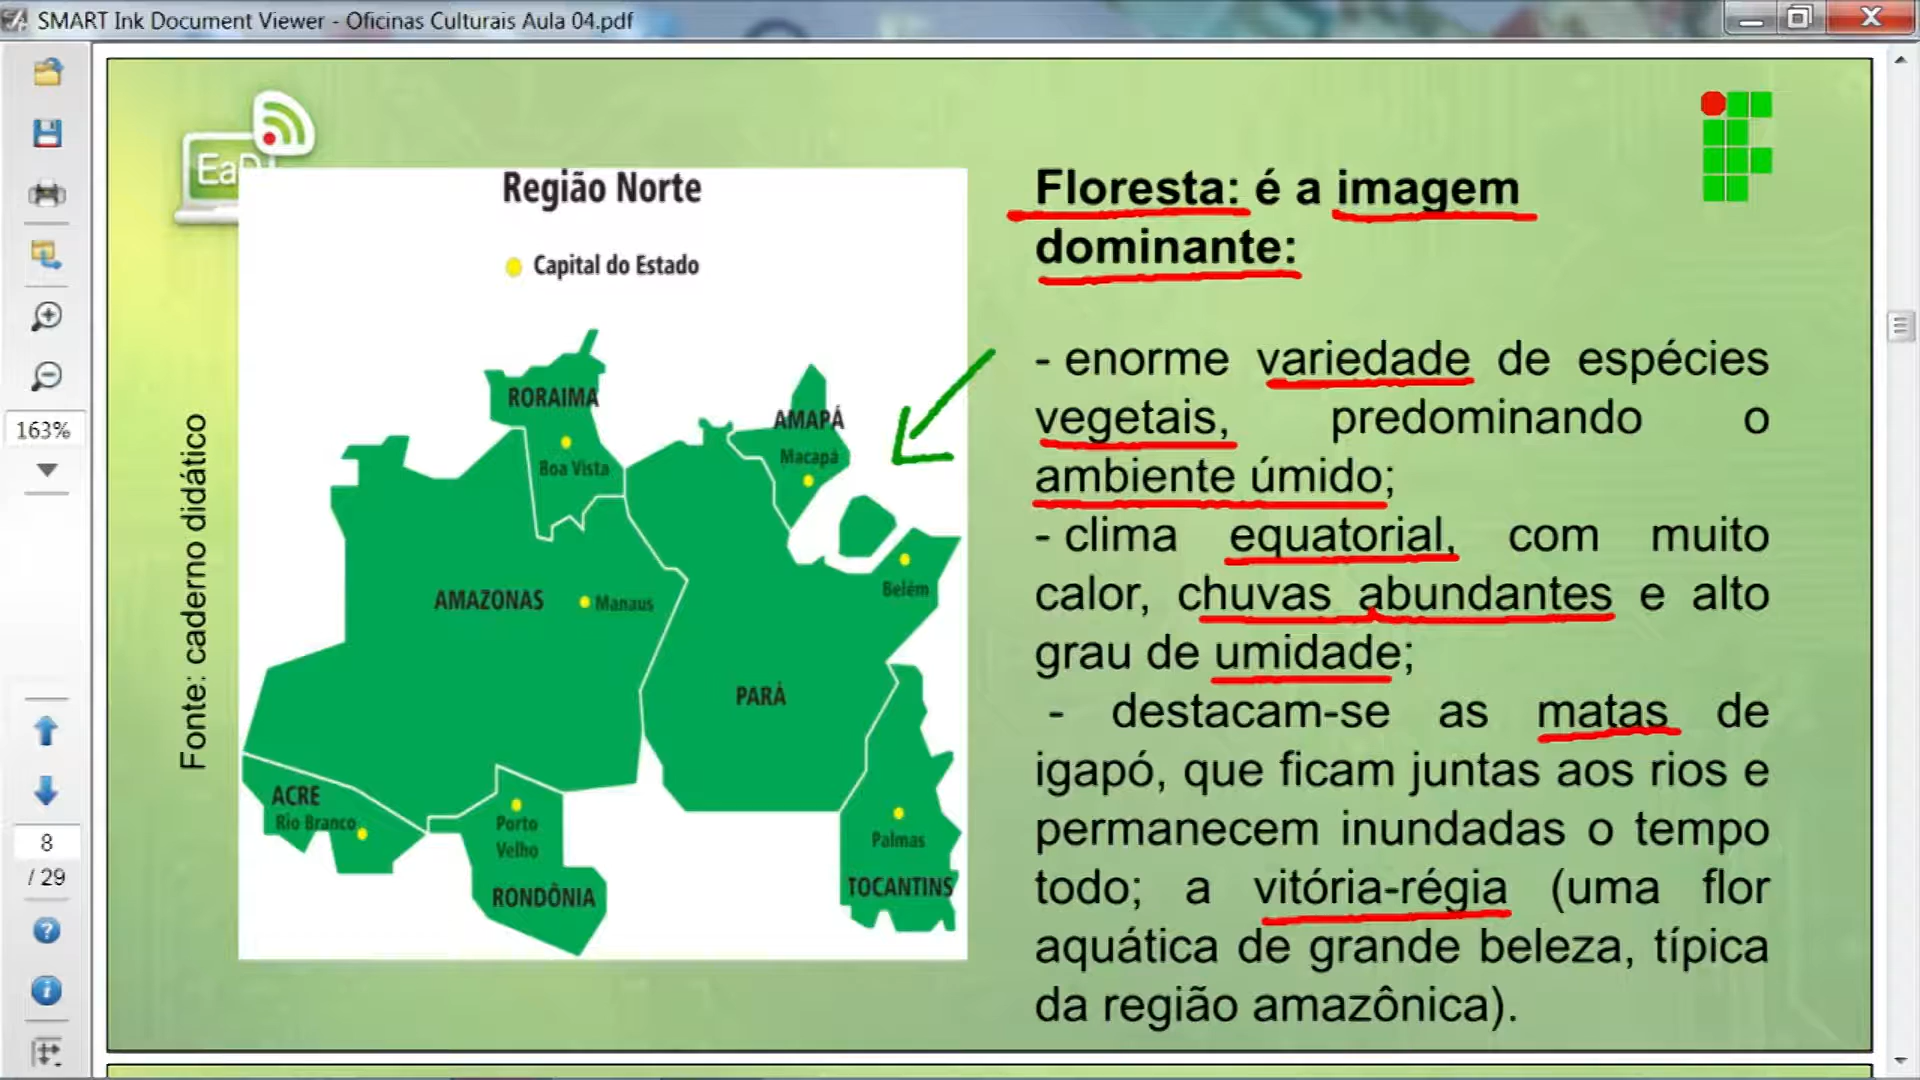 SMART Ink Document Viewer - Oficinas Culturais Aula 04.pdf
EaD
Região Norte
Capital do Estado
RORAIMA
Boa Vista
AMAPÁ
Macapá
AMAZONAS
Manaus
Belém
PARÁ
ACRE
Rio Branco
Porto
Velho
RONDÔNIA
Palmas
TOCANTINS
Fonte: caderno didático
Floresta: é a imagem
dominante:
- enorme variedade de espécies
vegetais, predominando o
ambiente úmido;
- clima equatorial, com muito
calor, chuvas abundantes e alto
grau de umidade;
- destacam-se as matas de
igapó, que ficam juntas aos rios e
permanecem inundadas o tempo
todo; a vitória-régia (uma flor
aquática de grande beleza, típica
da região amazônica).
163%
8
/ 29